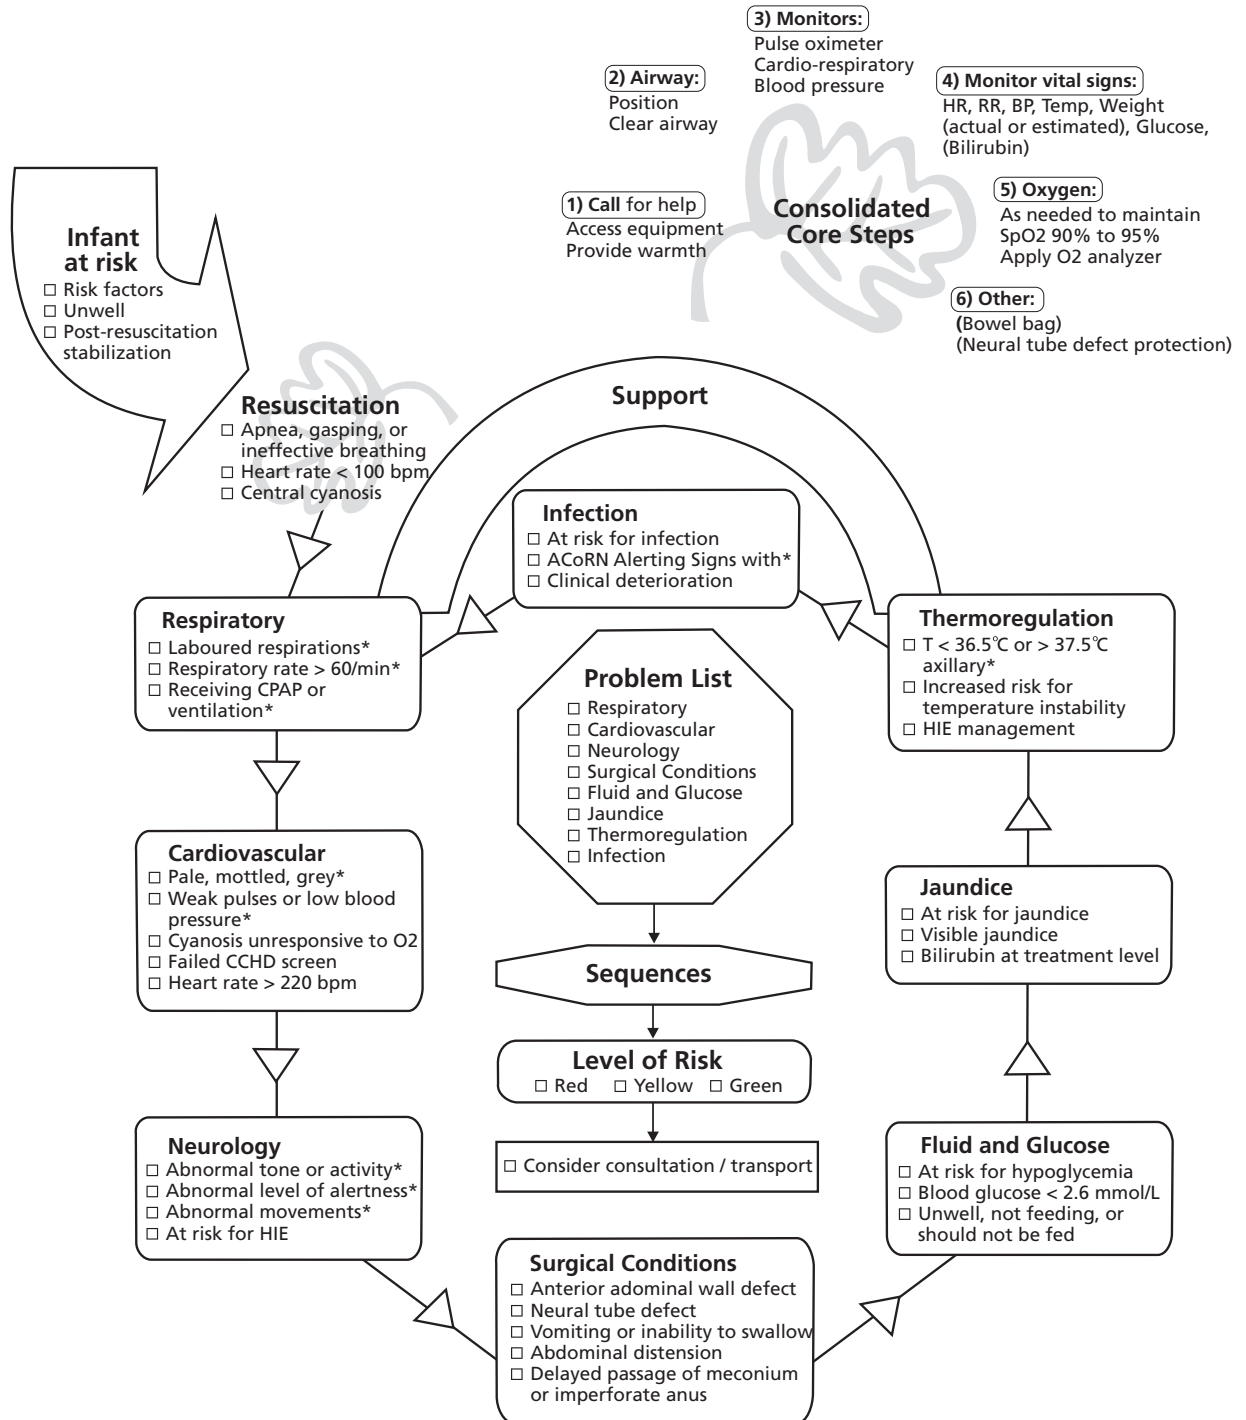 3) Monitors:
Pulse oximeter
Cardio-respiratory
Blood pressure
2) Airway:
Position
Clear airway
4) Monitor vital signs:
HR, RR, BP, Temp, Weight
(actual or estimated), Glucose,
(Bilirubin)
1) Call for help
Access equipment
Provide warmth
Consolidated
Core Steps
5) Oxygen:
As needed to maintain
SpO2 90% to 95%
Apply O2 analyzer
6) Other:
(Bowel bag)
(Neural tube defect protection)
Infant
at risk
☐ Risk factors
☐ Unwell
☐ Post-resuscitation
stabilization
Resuscitation
☐ Apnea, gasping, or
ineffective breathing
☐ Heart rate < 100 bpm
☐ Central cyanosis
Support
Infection
☐ At risk for infection
☐ ACoRN Alerting Signs with*
☐ Clinical deterioration
Respiratory
☐ Laboured respirations*
☐ Respiratory rate > 60/min*
☐ Receiving CPAP or
ventilation*
Thermoregulation
☐ T < 36.5℃ or > 37.5℃
axillary*
☐ Increased risk for
temperature instability
☐ HIE management
Problem List
☐ Respiratory
☐ Cardiovascular
☐ Neurology
☐ Surgical Conditions
☐ Fluid and Glucose
☐ Jaundice
☐ Thermoregulation
☐ Infection
Cardiovascular
☐ Pale, mottled, grey*
☐ Weak pulses or low blood
pressure*
☐ Cyanosis unresponsive to O2
☐ Failed CCHD screen
☐ Heart rate > 220 bpm
Jaundice
☐ At risk for jaundice
☐ Visible jaundice
☐ Bilirubin at treatment level
Sequences
Level of Risk
☐ Red ☐ Yellow ☐ Green
☐ Consider consultation / transport
Neurology
☐ Abnormal tone or activity*
☐ Abnormal level of alertness*
☐ Abnormal movements*
☐ At risk for HIE
Fluid and Glucose
☐ At risk for hypoglycemia
☐ Blood glucose < 2.6 mmol/L
☐ Unwell, not feeding, or
should not be fed
Surgical Conditions
☐ Anterior adominal wall defect
☐ Neural tube defect
☐ Vomiting or inability to swallow
☐ Abdominal distension
☐ Delayed passage of meconium
or imperforate anus